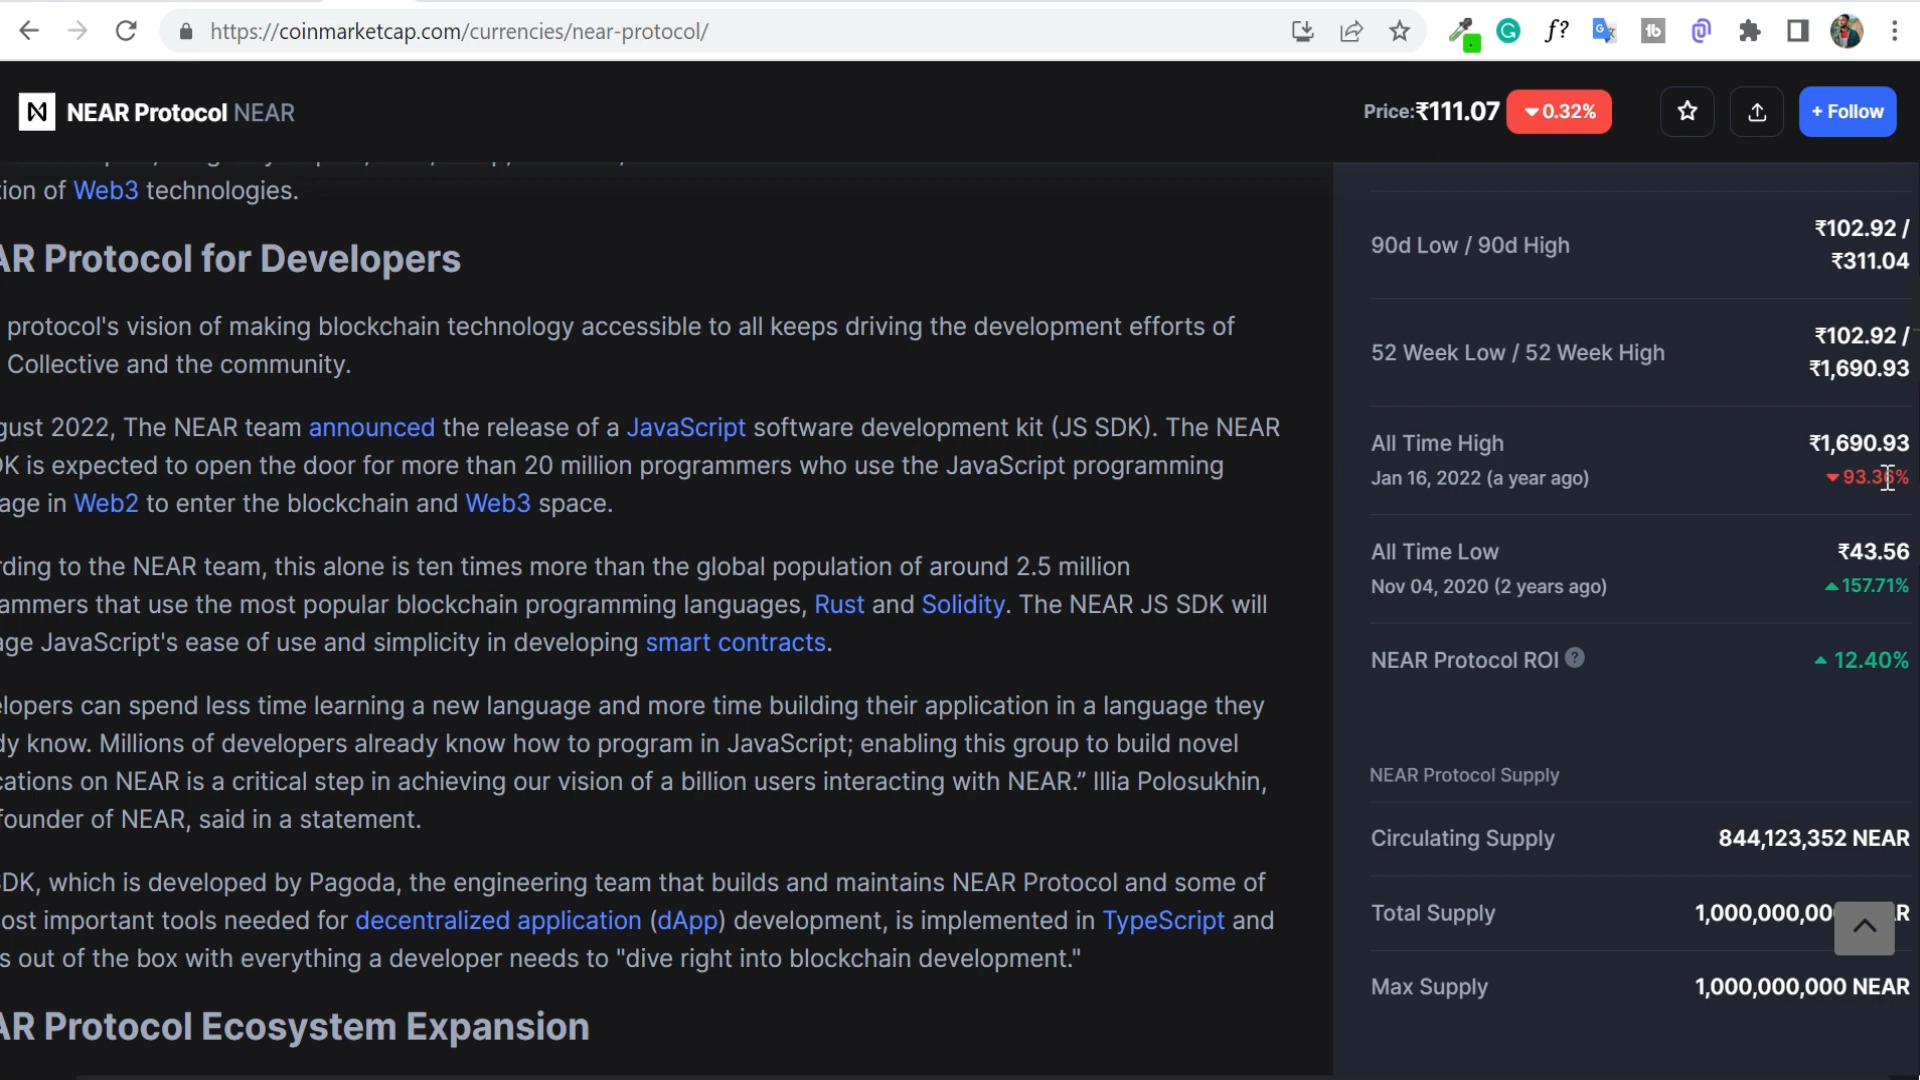 https://coinmarketcap.com/currencies/near-protocol/
NEAR Protocol NEAR
Price:₹111.07 0.32%
+ Follow
tion of Web3 technologies.
AR Protocol for Developers
protocol's vision of making blockchain technology accessible to all keeps driving the development efforts of
Collective and the community.
gust 2022, The NEAR team announced the release of a JavaScript software development kit (JS SDK). The NEAR
DK is expected to open the door for more than 20 million programmers who use the JavaScript programming
age in Web2 to enter the blockchain and Web3 space.
rding to the NEAR team, this alone is ten times more than the global population of around 2.5 million
ammers that use the most popular blockchain programming languages, Rust and Solidity. The NEAR JS SDK will
age JavaScript's ease of use and simplicity in developing smart contracts.
elopers can spend less time learning a new language and more time building their application in a language they
dy know. Millions of developers already know how to program in JavaScript; enabling this group to build novel
cations on NEAR is a critical step in achieving our vision of a billion users interacting with NEAR.” Illia Polosukhin,
founder of NEAR, said in a statement.
SDK, which is developed by Pagoda, the engineering team that builds and maintains NEAR Protocol and some of
ost important tools needed for decentralized application (dApp) development, is implemented in TypeScript and
s out of the box with everything a developer needs to "dive right into blockchain development."
AR Protocol Ecosystem Expansion
90d Low / 90d High
₹102.92 /
₹311.04
52 Week Low / 52 Week High
₹102.92 /
₹1,690.93
All Time High
₹1,690.93
Jan 16, 2022 (a year ago)
93.36%
All Time Low
₹43.56
Nov 04, 2020 (2 years ago)
157.71%
NEAR Protocol ROI
12.40%
NEAR Protocol Supply
Circulating Supply
844,123,352 NEAR
Total Supply
1,000,000,00 R
Max Supply
1,000,000,000 NEAR